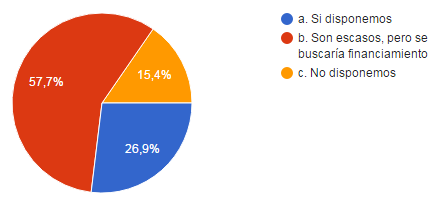 57,7%
15,4%
26,9%
a. Si disponemos
b. Son escasos, pero se
buscaría financiamiento
c. No disponemos